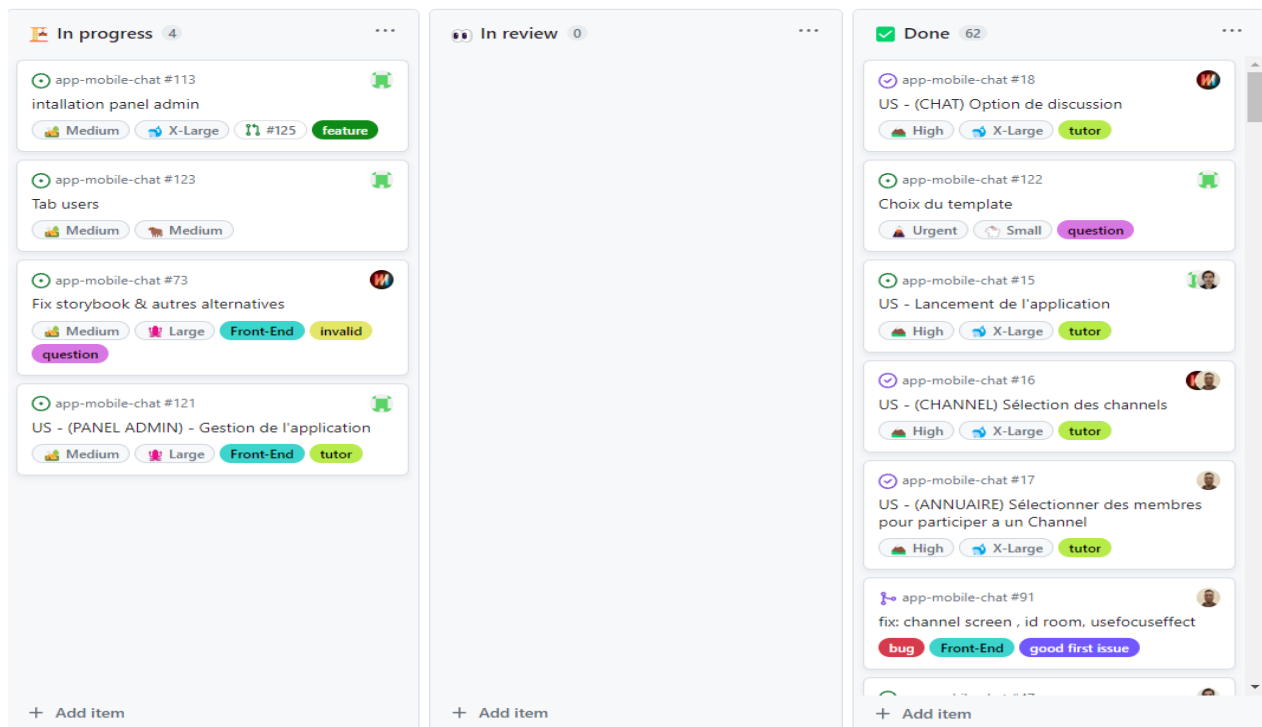 In progress 4
app-mobile-chat #113
intallation panel admin
Medium X-Large #125 feature
app-mobile-chat #123
Tab users
Medium Medium
app-mobile-chat #73
Fix storybook & autres alternatives
Medium Large Front-End invalid
question
app-mobile-chat #121
US - (PANEL ADMIN) - Gestion de l'application
Medium Large Front-End tutor
+ Add item
In review 0
+ Add item
Done 62
app-mobile-chat #18
US - (CHAT) Option de discussion
High X-Large tutor
app-mobile-chat #122
Choix du template
Urgent Small question
app-mobile-chat #15
US - Lancement de l'application
High X-Large tutor
app-mobile-chat #16
US - (CHANNEL) Sélection des channels
High X-Large tutor
app-mobile-chat #17
US - (ANNUAIRE) Sélectionner des membres
pour participer a un Channel
High X-Large tutor
app-mobile-chat #91
fix: channel screen , id room, usefocuseffect
bug Front-End good first issue
+ Add item